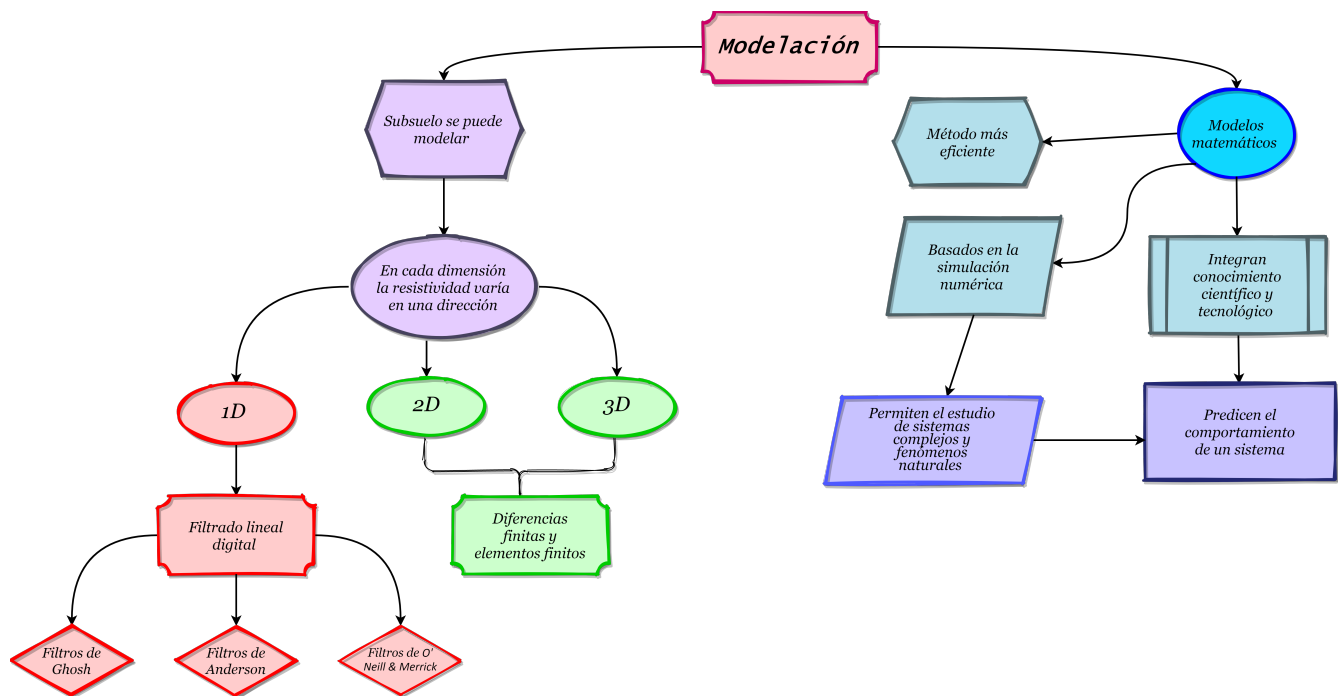 Modelación
Subsuelo se puede
modelar
En cada dimensión
la resistividad varía
en una dirección
1D
2D
3D
Filtrado lineal
digital
Diferencias
finitas y
elementos finitos
Filtros de
Ghosh
Filtros de
Anderson
Filtros de O'
Neill & Merrick
Modelos
matemáticos
Método más
eficiente
Basados en la
simulación
numérica
Integran
conocimiento
científico y
tecnológico
Permiten el estudio
de sistemas
complejos y
fenómenos
naturales
Predicen el
comportamiento
de un sistema